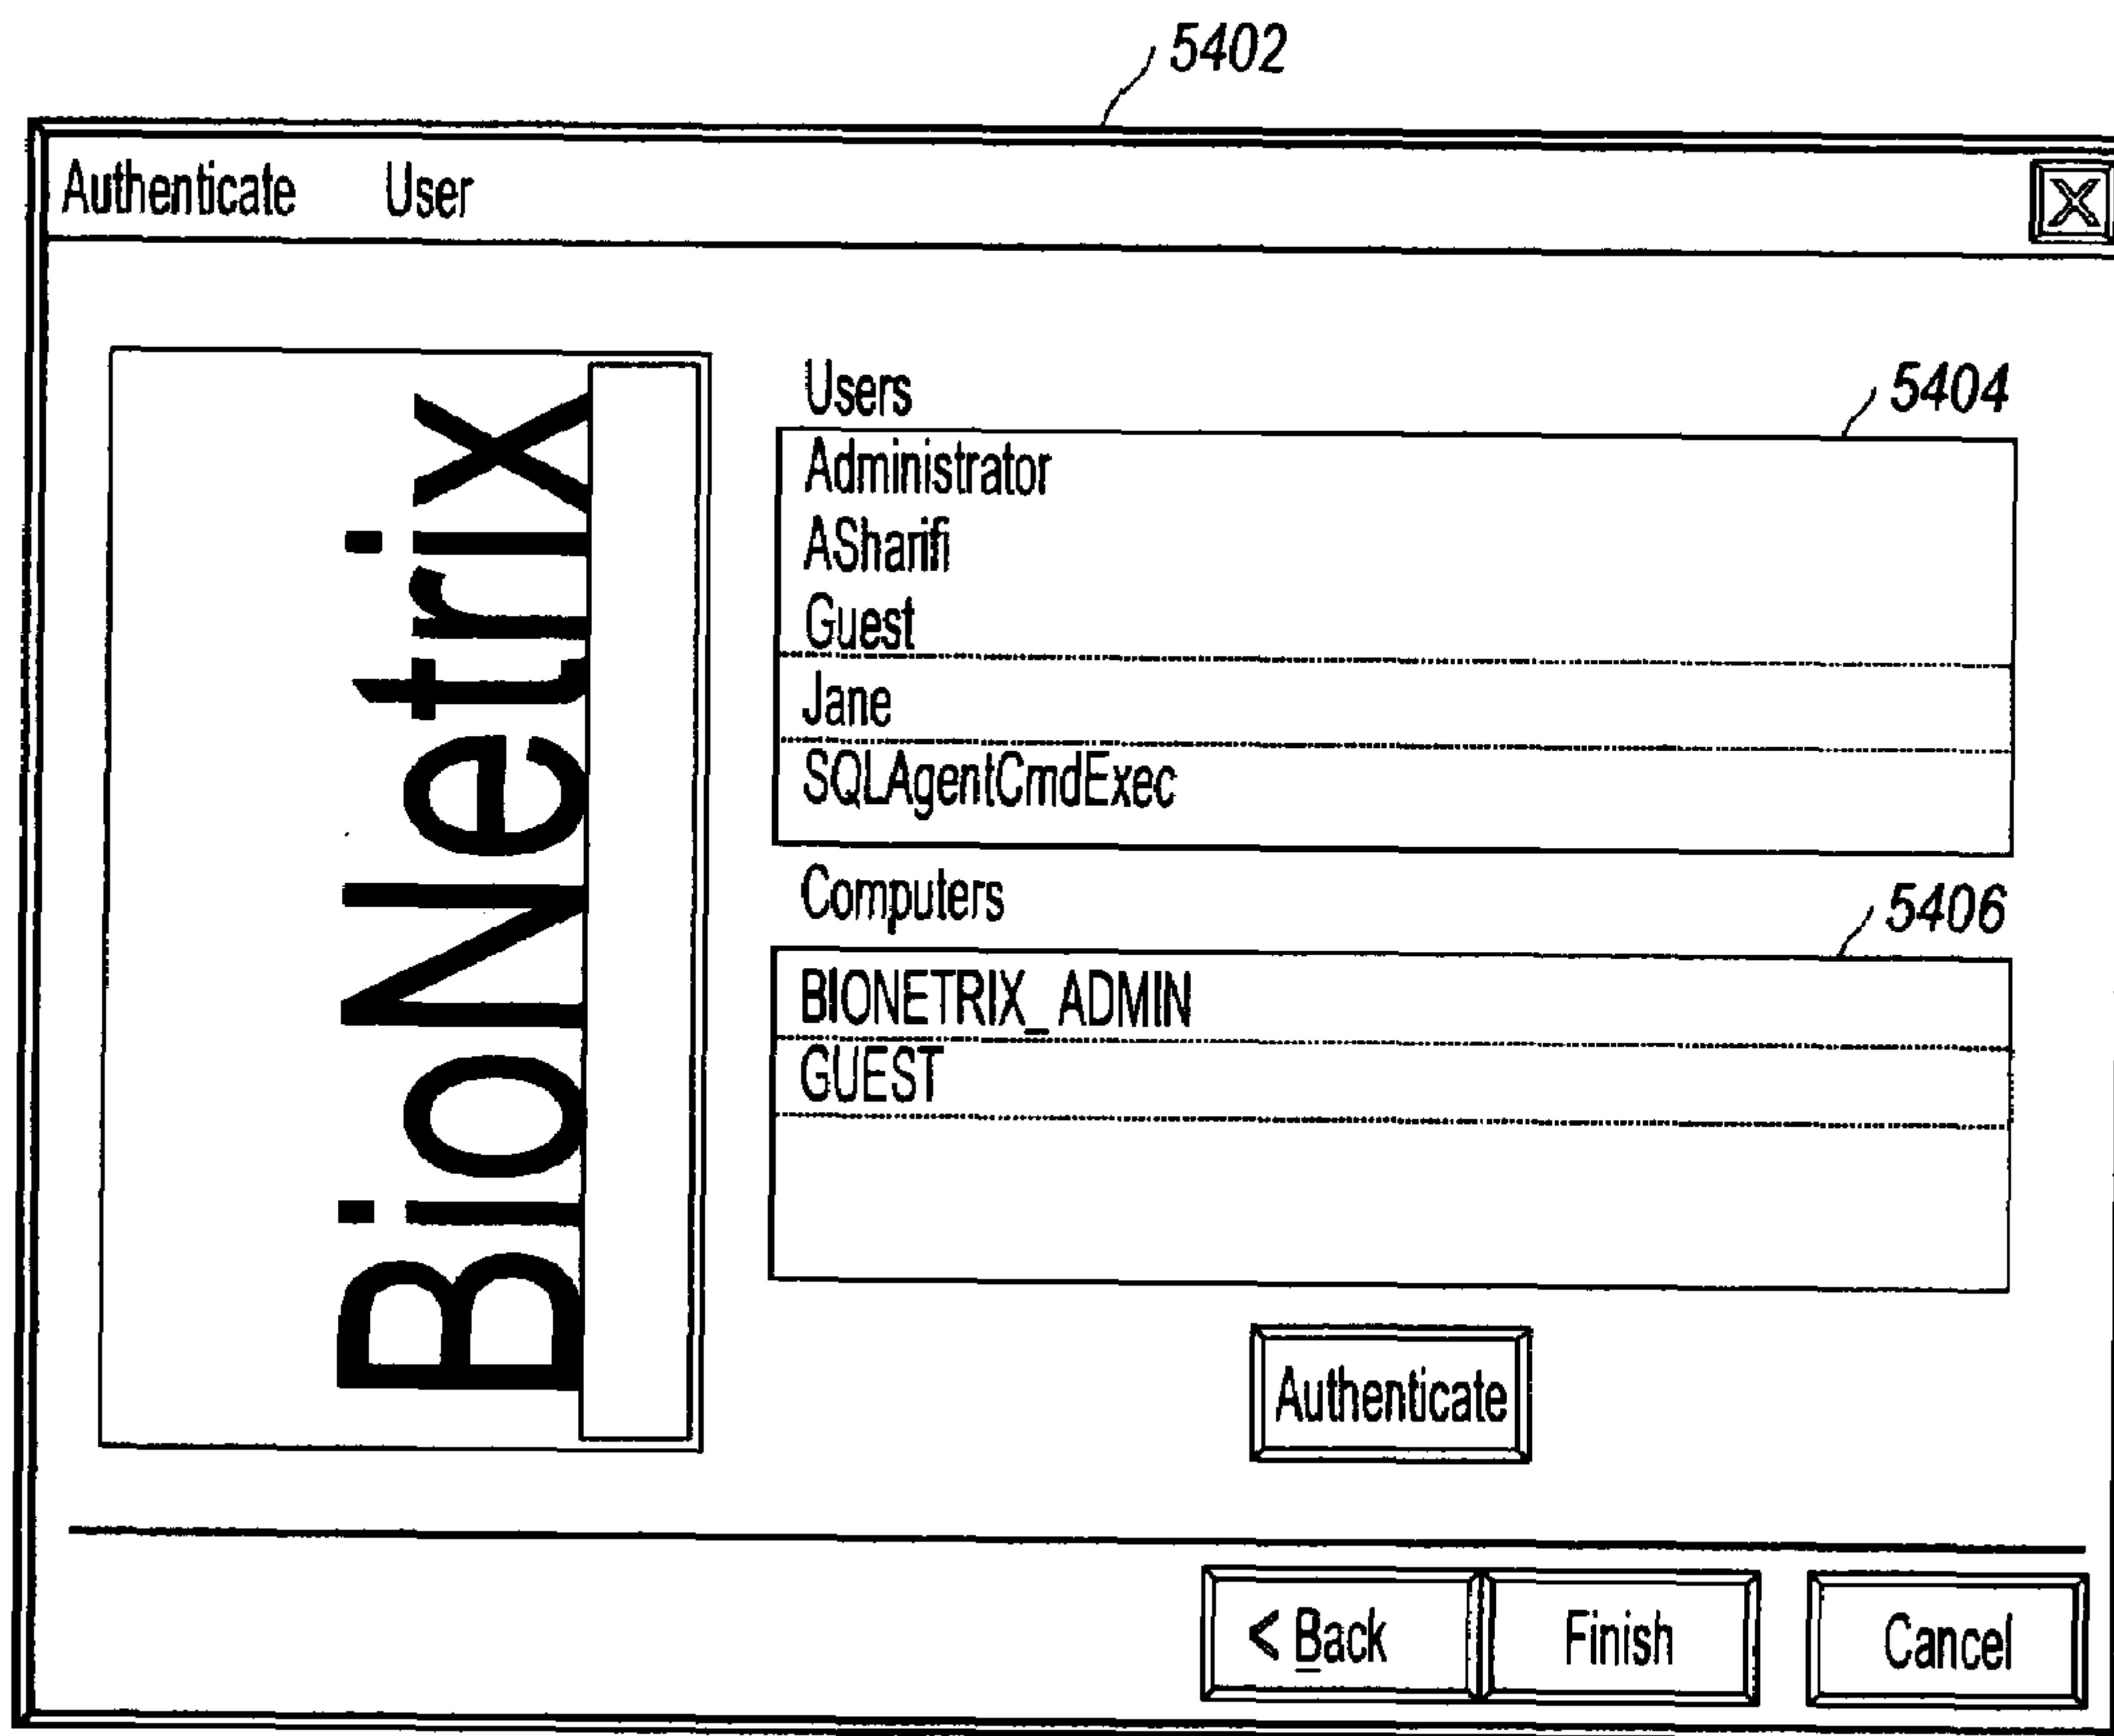 5402
Authenticate User
X
BioNetrix
Users
5404
Administrator
ASharifi
Guest
Jane
SQLAgentCmdExec
Computers
5406
BIONETRIX_ADMIN
GUEST
Authenticate
< Back
Finish
Cancel